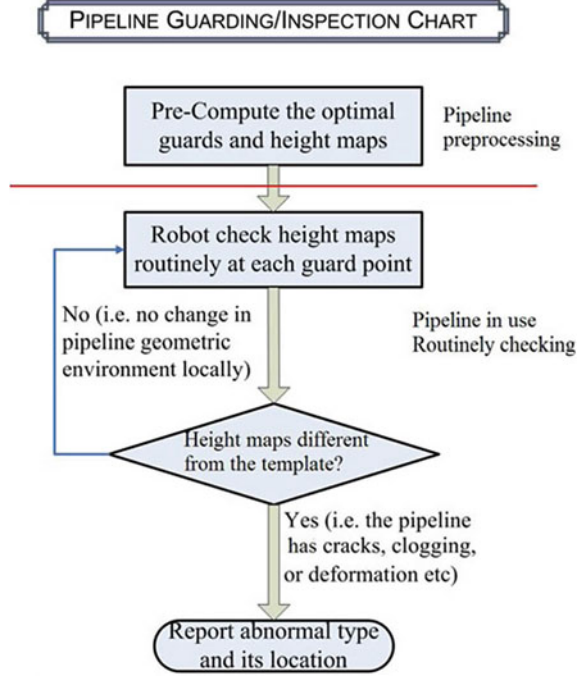 PIPELINE GUARDING/INSPECTION CHART
Pre-Compute the optimal
guards and height maps
Pipeline
preprocessing
Robot check height maps
routinely at each guard point
No (i.e. no change in
pipeline geometric
environment locally)
Pipeline in use
Routinely checking
Height maps different
from the template?
Yes (i.e. the pipeline
has cracks, clogging,
or deformation etc)
Report abnormal type
and its location